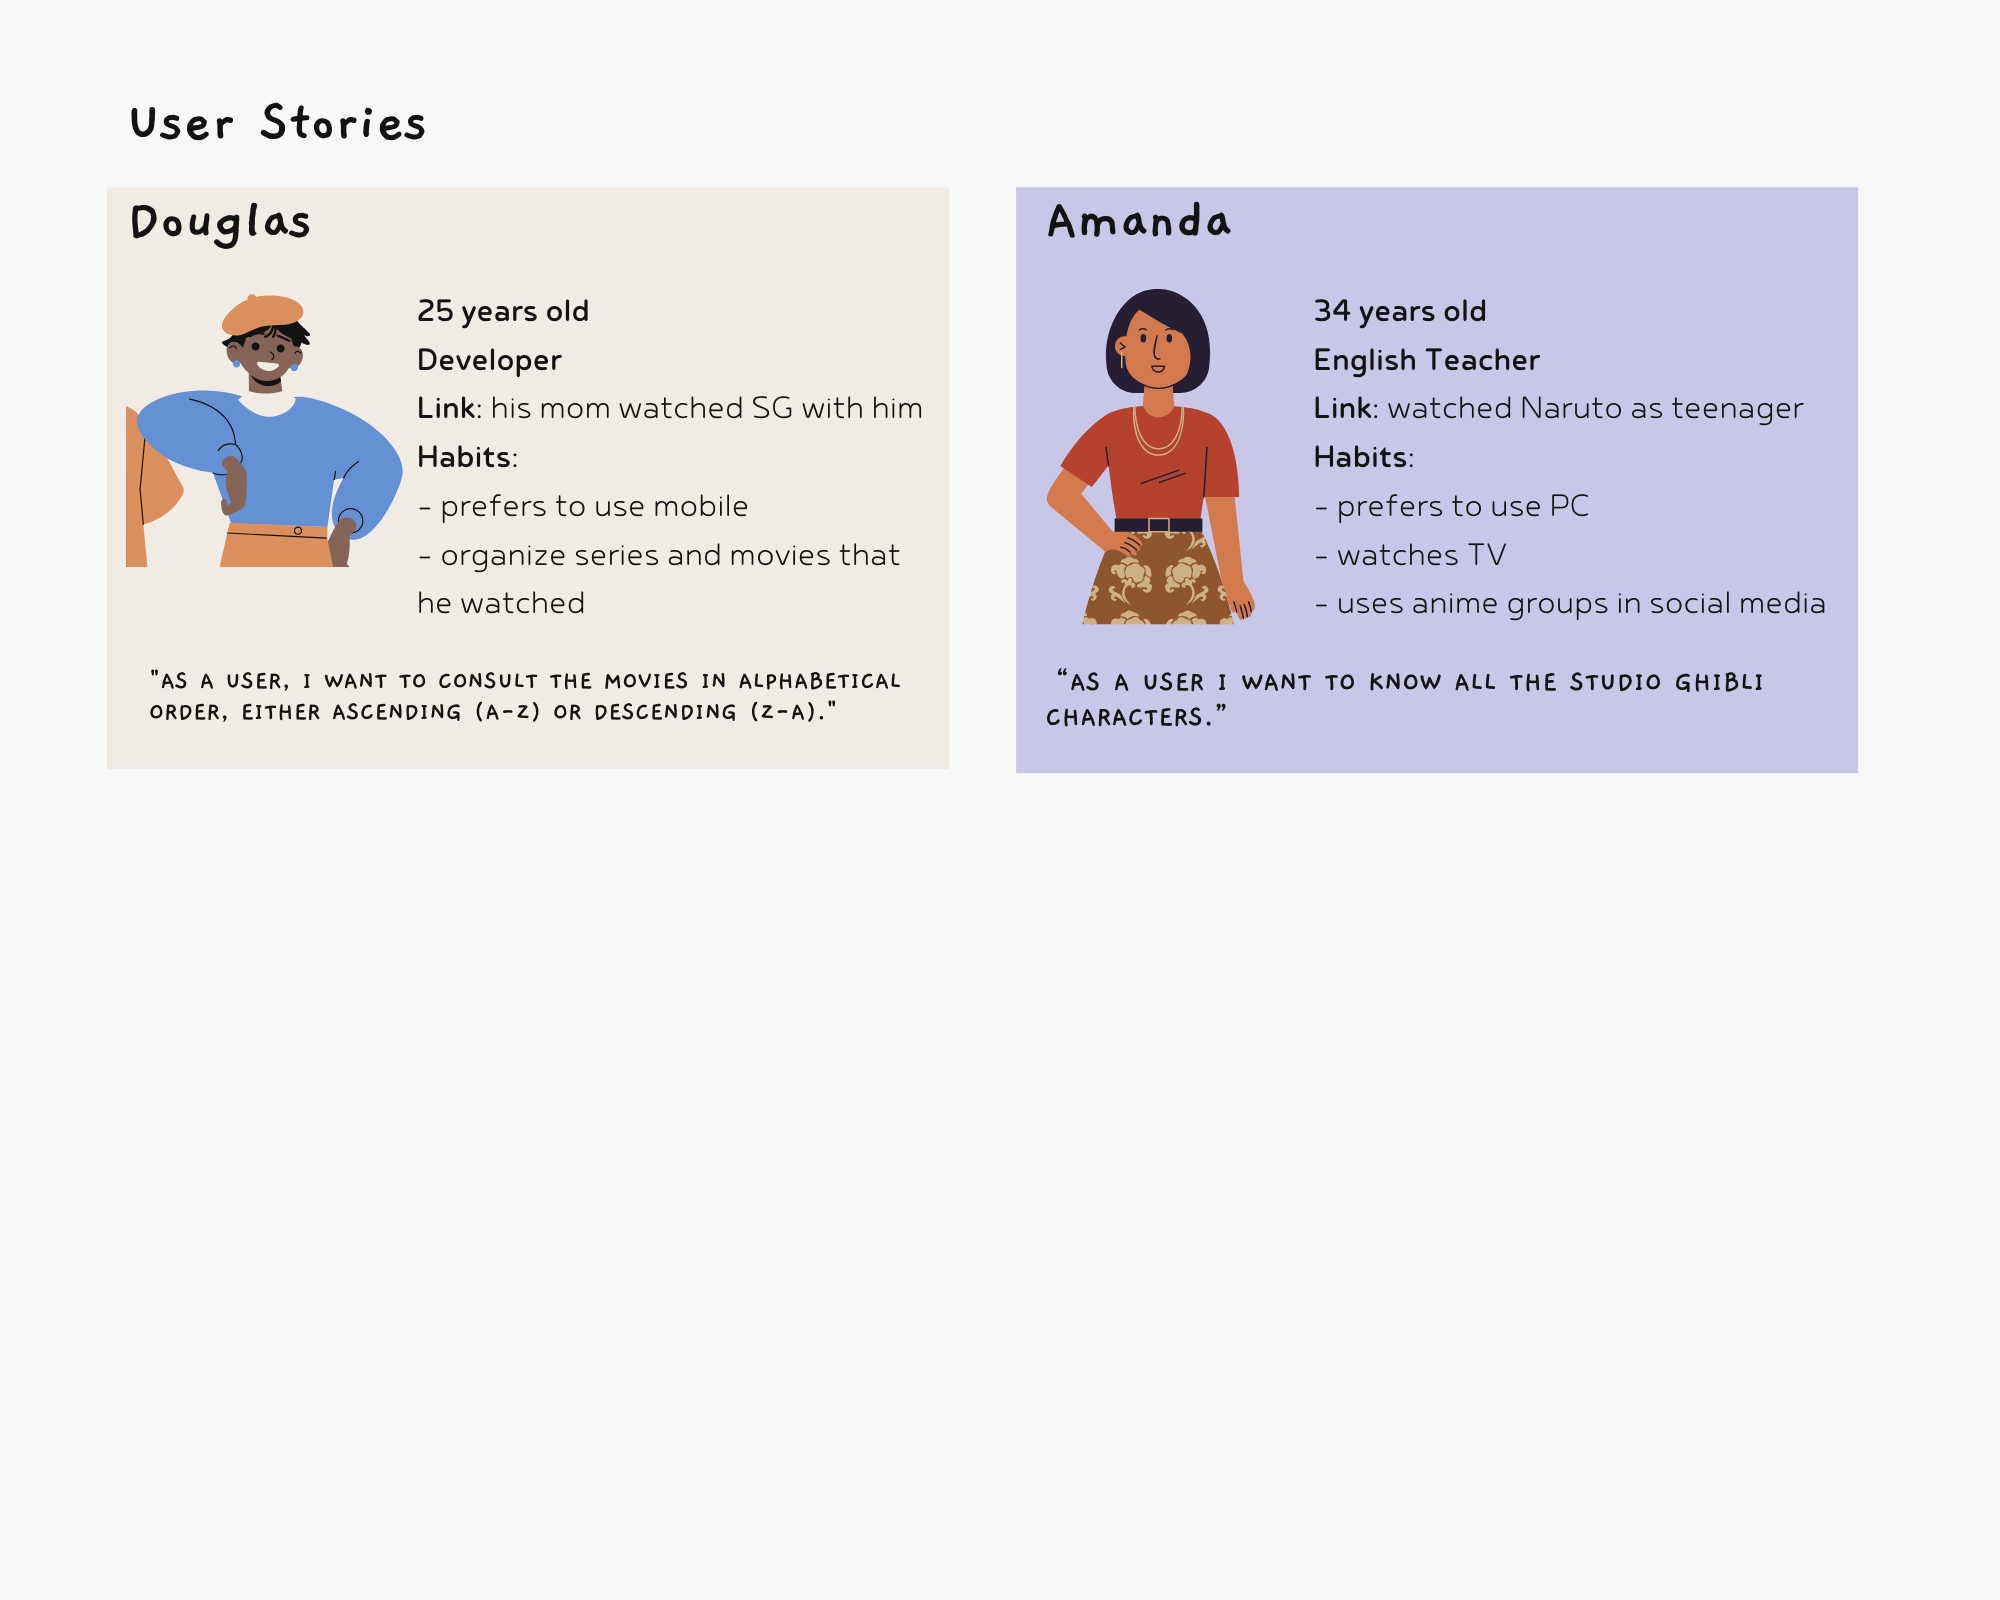 User Stories
Douglas
25 years old
Developer
Link: his mom watched SG with him
Habits:
- prefers to use mobile
- organize series and movies that
he watched
"AS A USER, I WANT TO CONSULT THE MOVIES IN ALPHABETICAL
ORDER, EITHER ASCENDING (A-Z) OR DESCENDING (Z-A)."
Amanda
34 years old
English Teacher
Link: watched Naruto as teenager
Habits:
- prefers to use PC
- watches TV
- uses anime groups in social media
“AS A USER I WANT TO KNOW ALL THE STUDIO GHIBLI
CHARACTERS.”